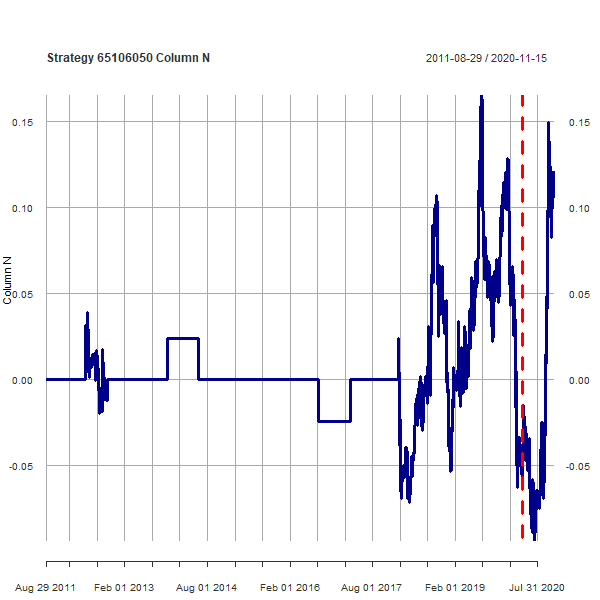 Strategy 65106050 Column N 2011-08-29 / 2020-11-15
0.15 0.15
0.10 0.10
0.05 0.05
0.00 0.00
-0.05 -0.05
Column N
Aug 29 2011 Feb 01 2013 Aug 01 2014 Feb 01 2016 Aug 01 2017 Feb 01 2019 Jul 31 2020